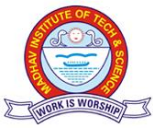 MADHAV INSTITUTE OF TECH & SCIENCE
WORK IS WORSHIP